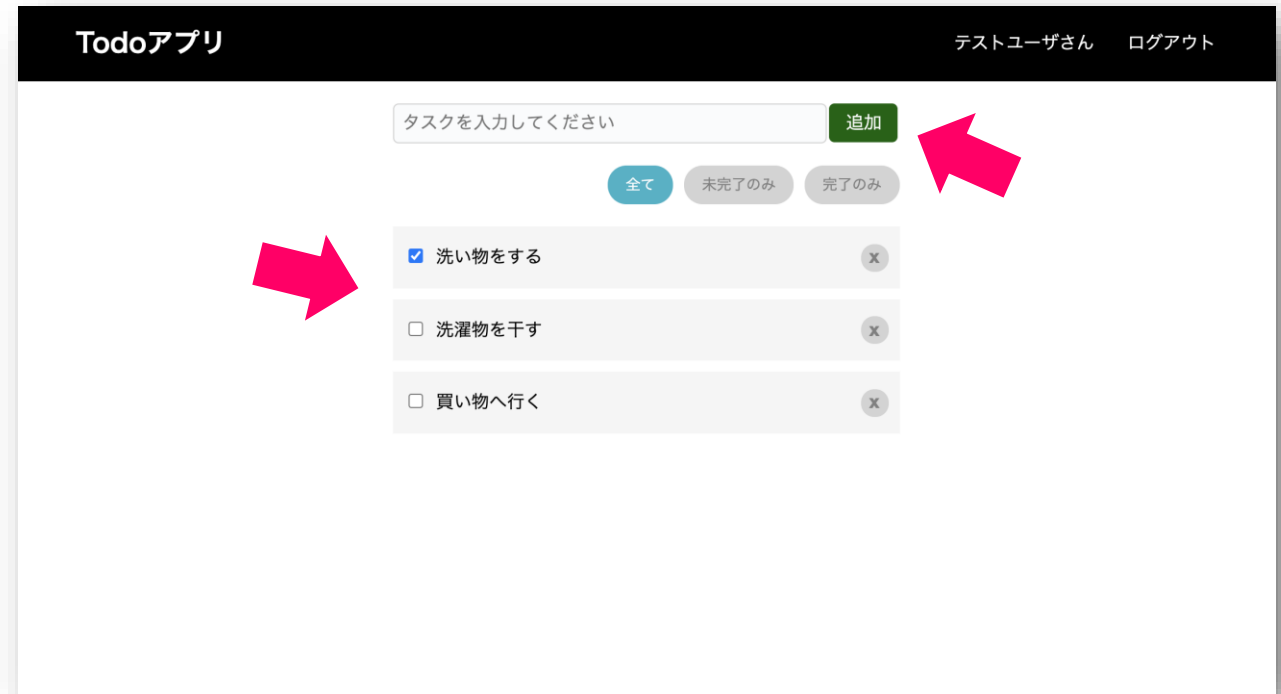 Todoアプリ テストユーザさん ログアウト
タスクを入力してください 追加
全て 未完了のみ 完了のみ
洗い物をする x
洗濯物を干す x
買い物へ行く x